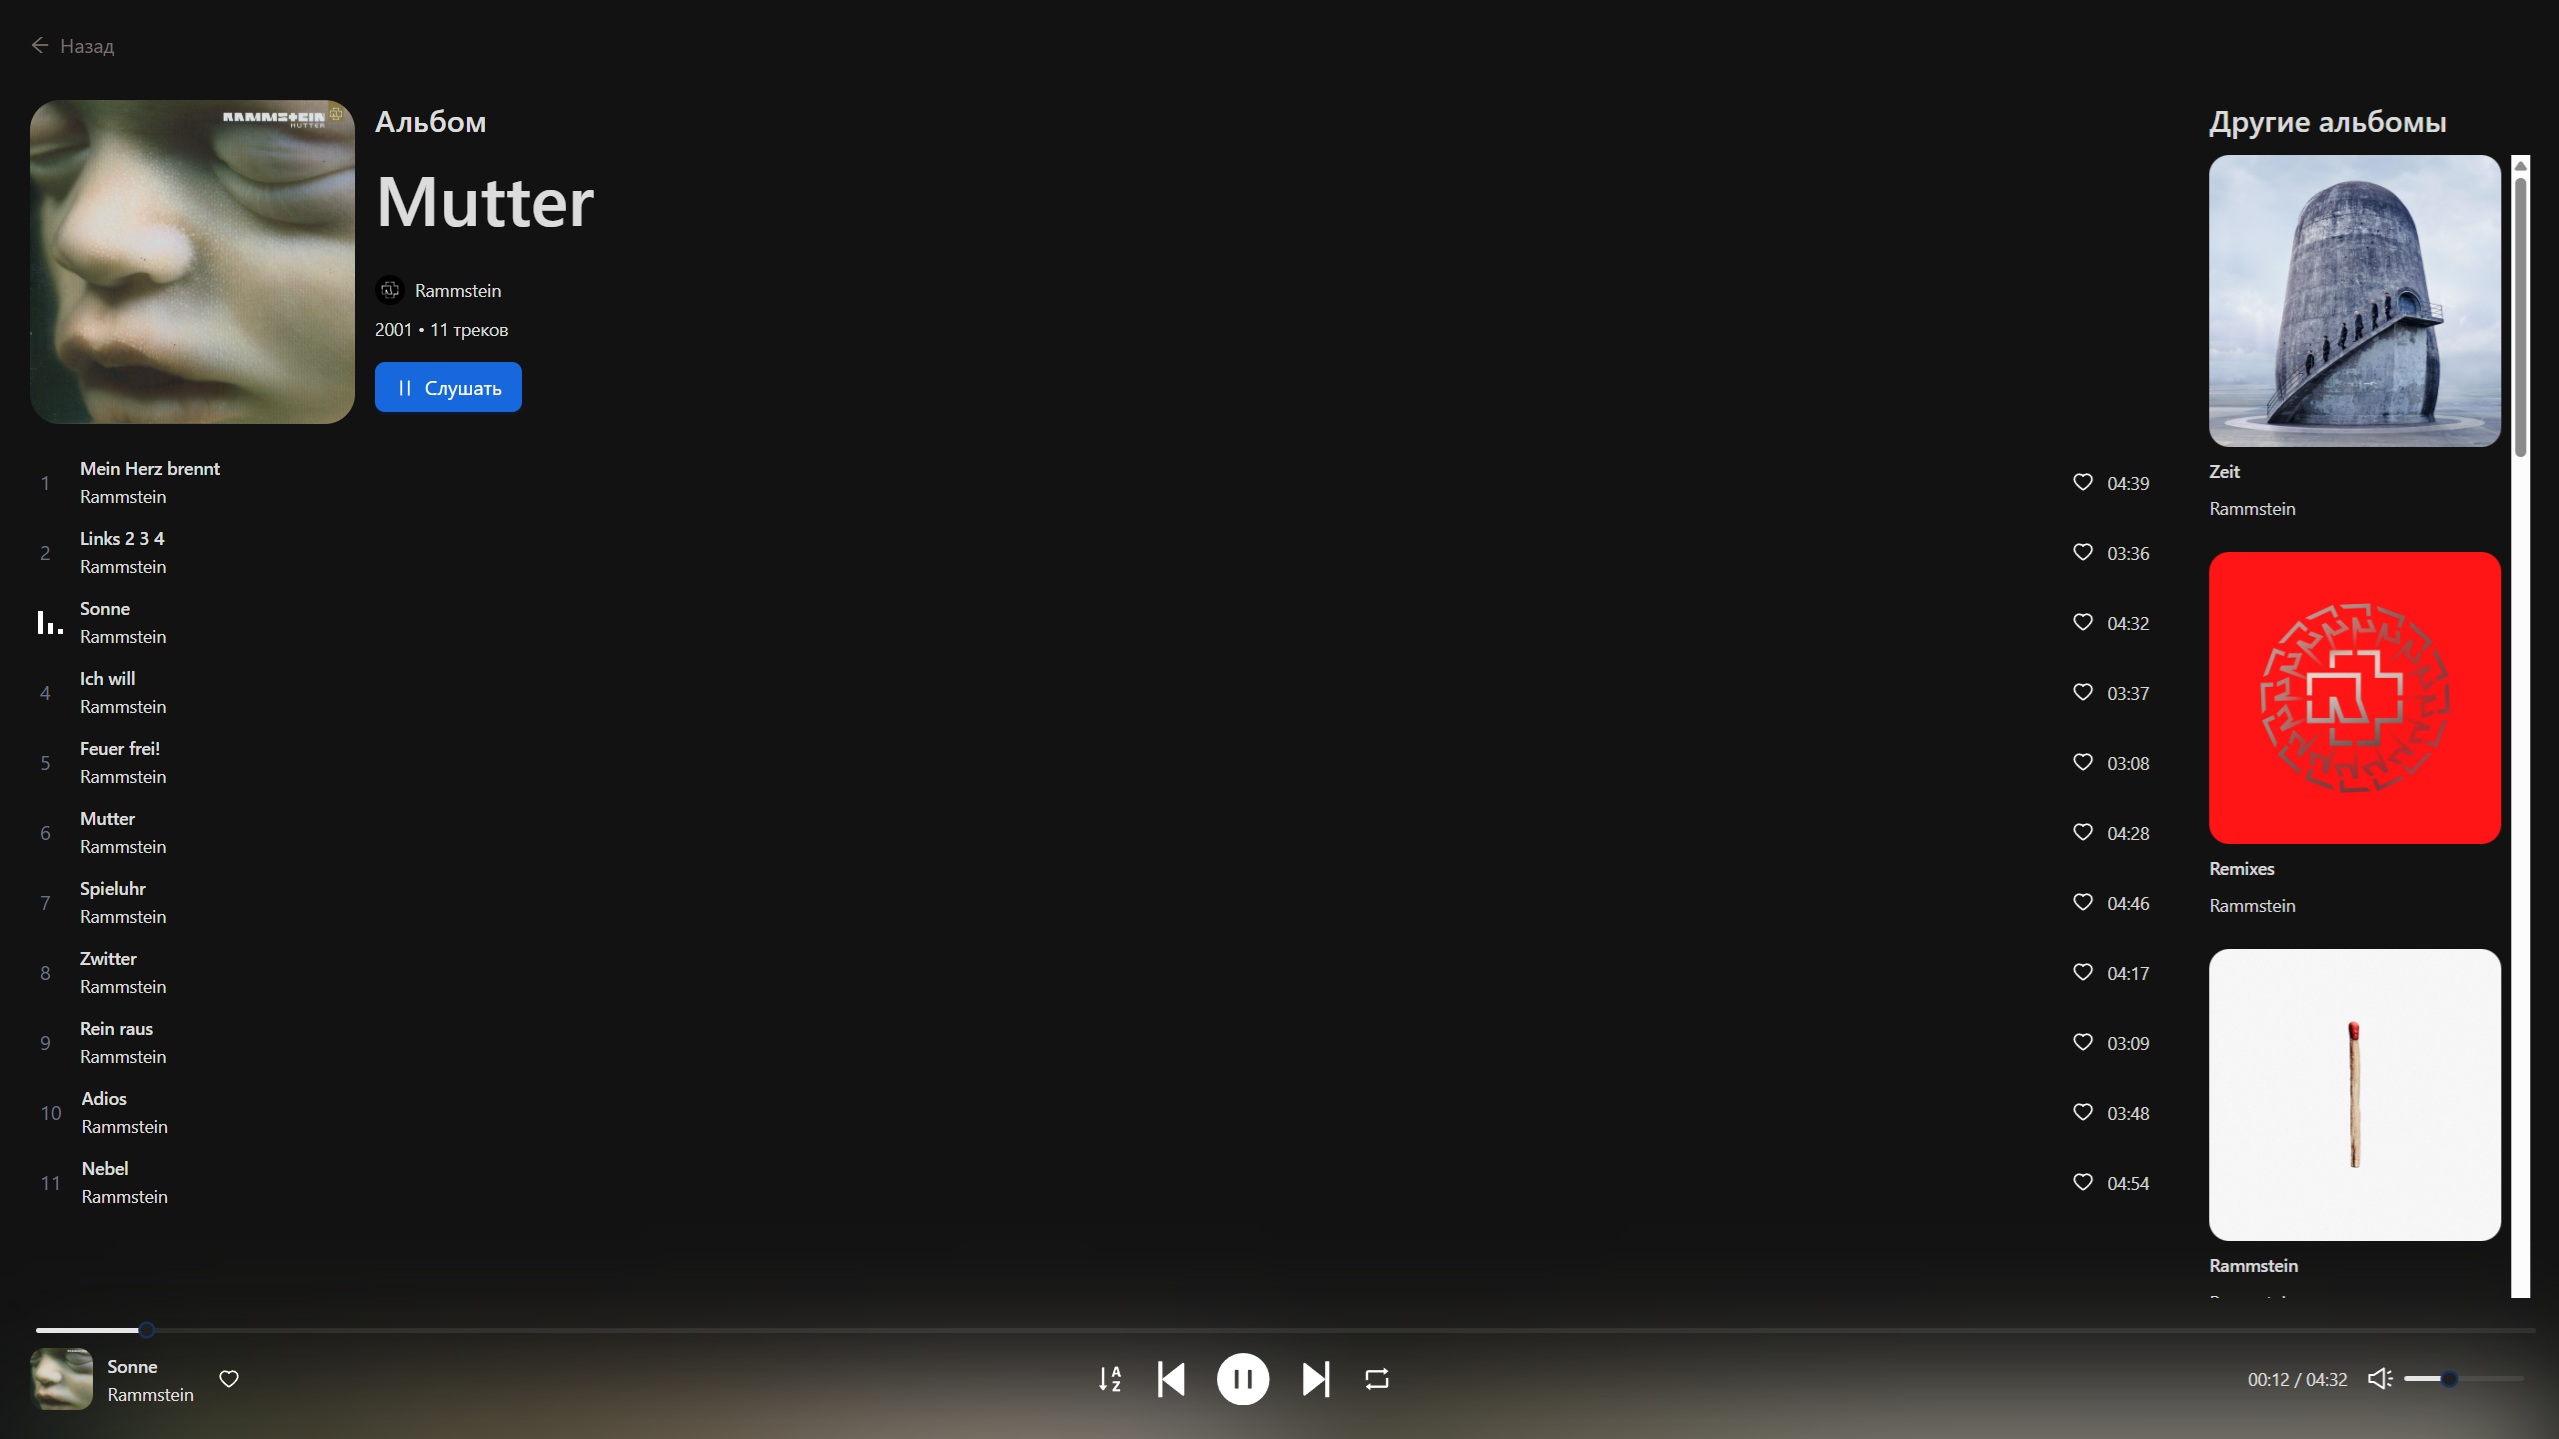 Назад
RAMMSTEIN
MUTTER
Альбом
Mutter
Rammstein
2001 • 11 треков
Слушать
1
Mein Herz brennt
Rammstein
04:39
2
Links 2 3 4
Rammstein
03:36
Sonne
Rammstein
04:32
4
Ich will
Rammstein
03:37
5
Feuer frei!
Rammstein
03:08
6
Mutter
Rammstein
04:28
7
Spieluhr
Rammstein
04:46
8
Zwitter
Rammstein
04:17
9
Rein raus
Rammstein
03:09
10
Adios
Rammstein
03:48
11
Nebel
Rammstein
04:54
Другие альбомы
Zeit
Rammstein
Remixes
Rammstein
Rammstein
Sonne
Rammstein
A
Z
00:12 / 04:32